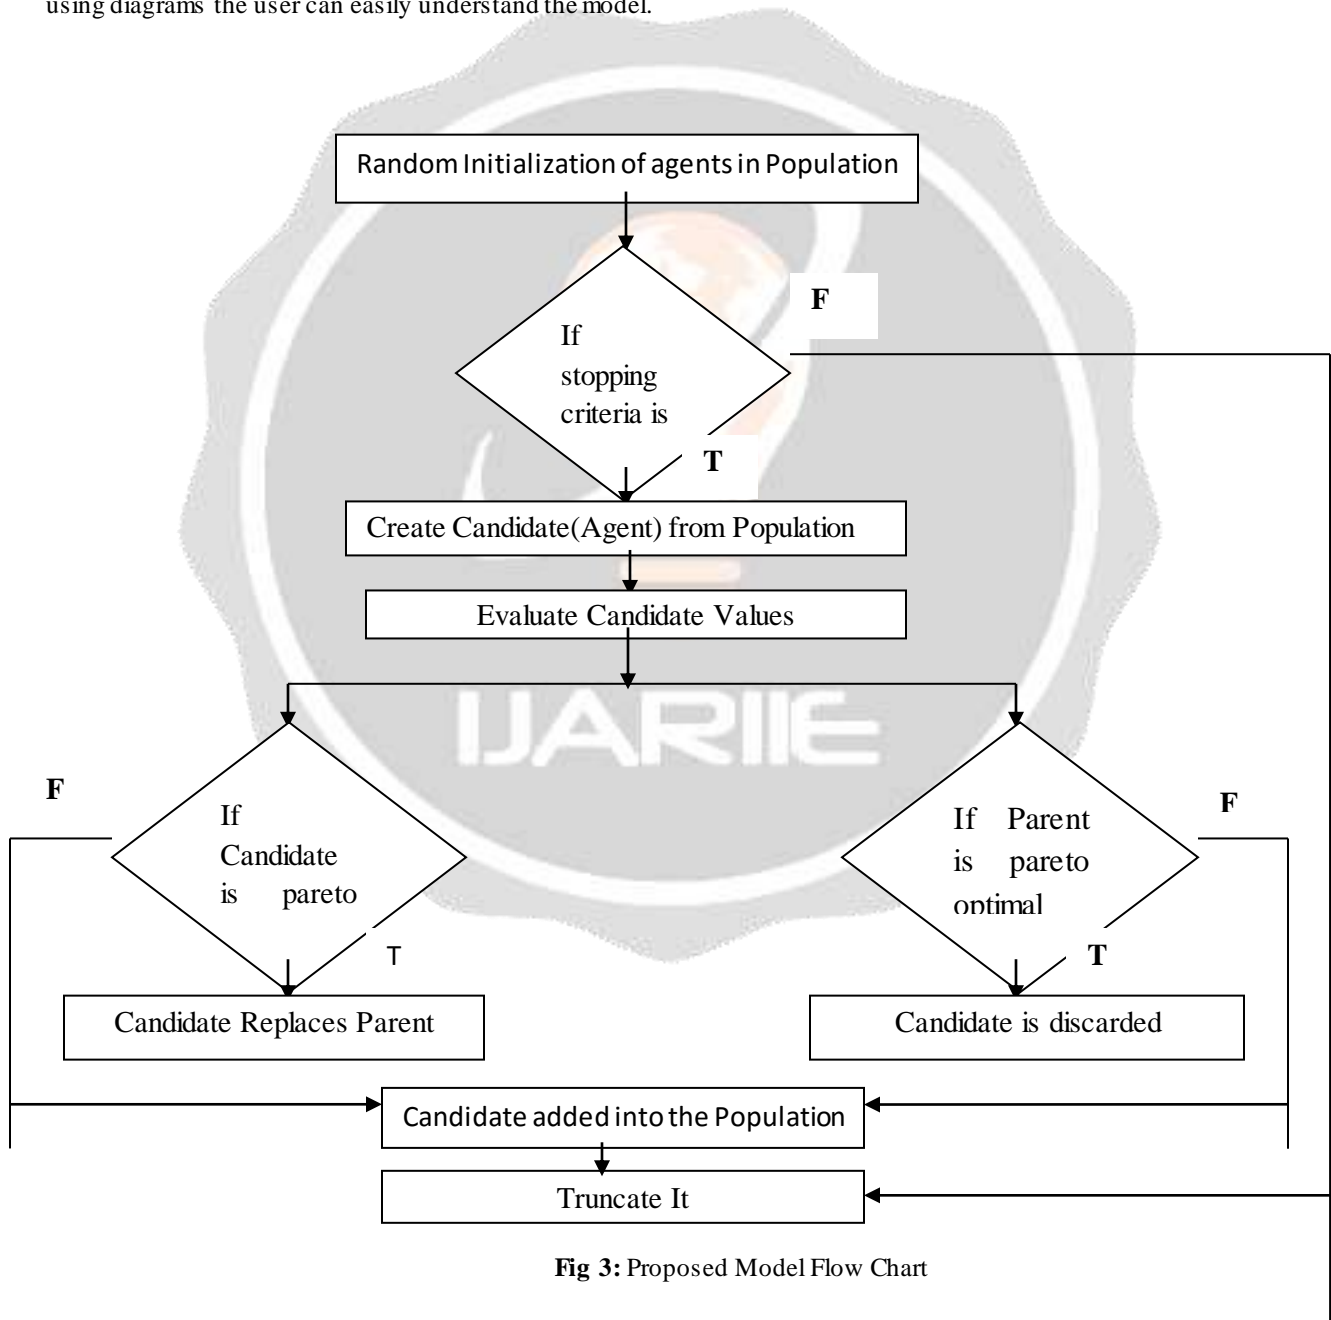 using diagrams the user can easily understand the model.
Random Initialization of agents in Population
F
If
stopping
criteria is
T
Create Candidate(Agent) from Population
Evaluate Candidate Values
IJARIIE
F
If
Candidate
is pareto
T
F
If Parent
is pareto
optimal
T
Candidate Replaces Parent
Candidate is discarded
Candidate added into the Population
Truncate It
Fig 3: Proposed Model Flow Chart